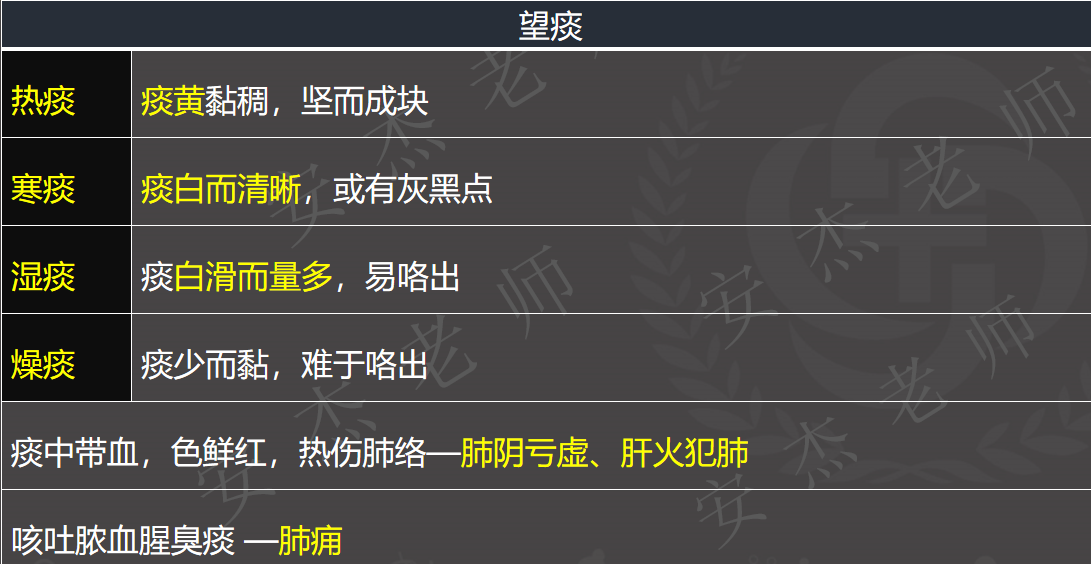 望痰
热痰 痰黄黏稠，坚而成块
寒痰 痰白而清晰，或有灰黑点
湿痰 痰白滑而量多，易咯出
燥痰 痰少而黏，难于咯出
痰中带血，色鲜红，热伤肺络—肺阴亏虚、肝火犯肺
咳吐脓血腥臭痰 —肺痈
安杰老师
安杰老师
安杰老师
安杰老师